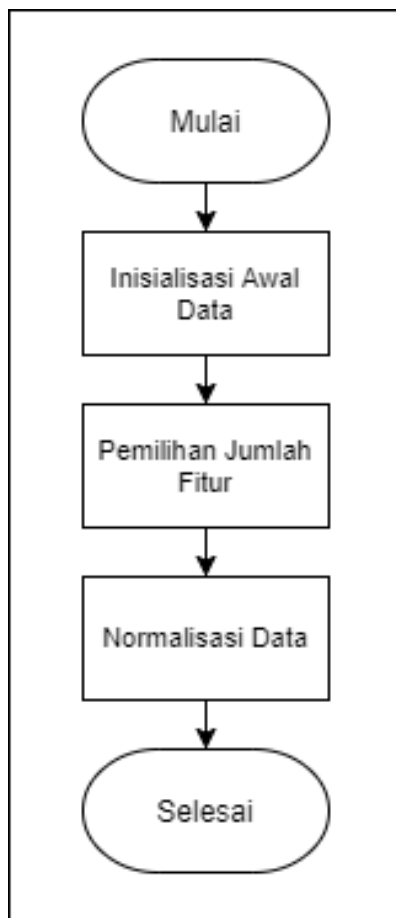 Mulai
Inisialisasi Awal
Data
Pemilihan Jumlah
Fitur
Normalisasi Data
Selesai